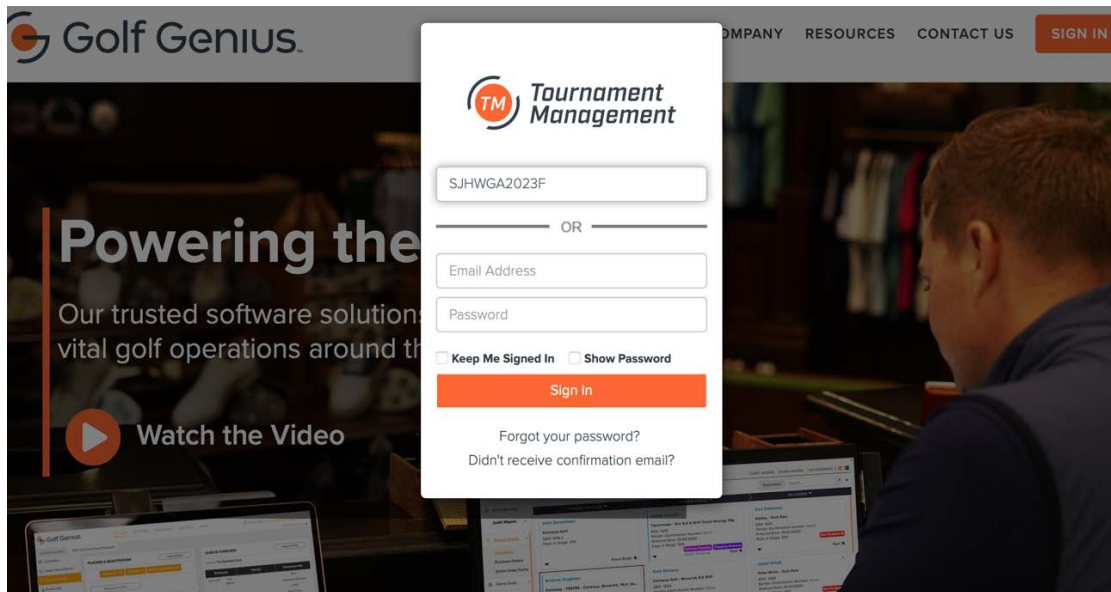 Golf Genius
COMPANY RESOURCES CONTACT US SIGN IN
TM Tournament
Management
SJHWGA2023F
OR
Email Address
Password
Keep Me Signed In Show Password
Sign In
Forgot your password?
Didn't receive confirmation email?
Powering the
Our trusted software solutions
vital golf operations around th
Watch the Video
Golf Genius